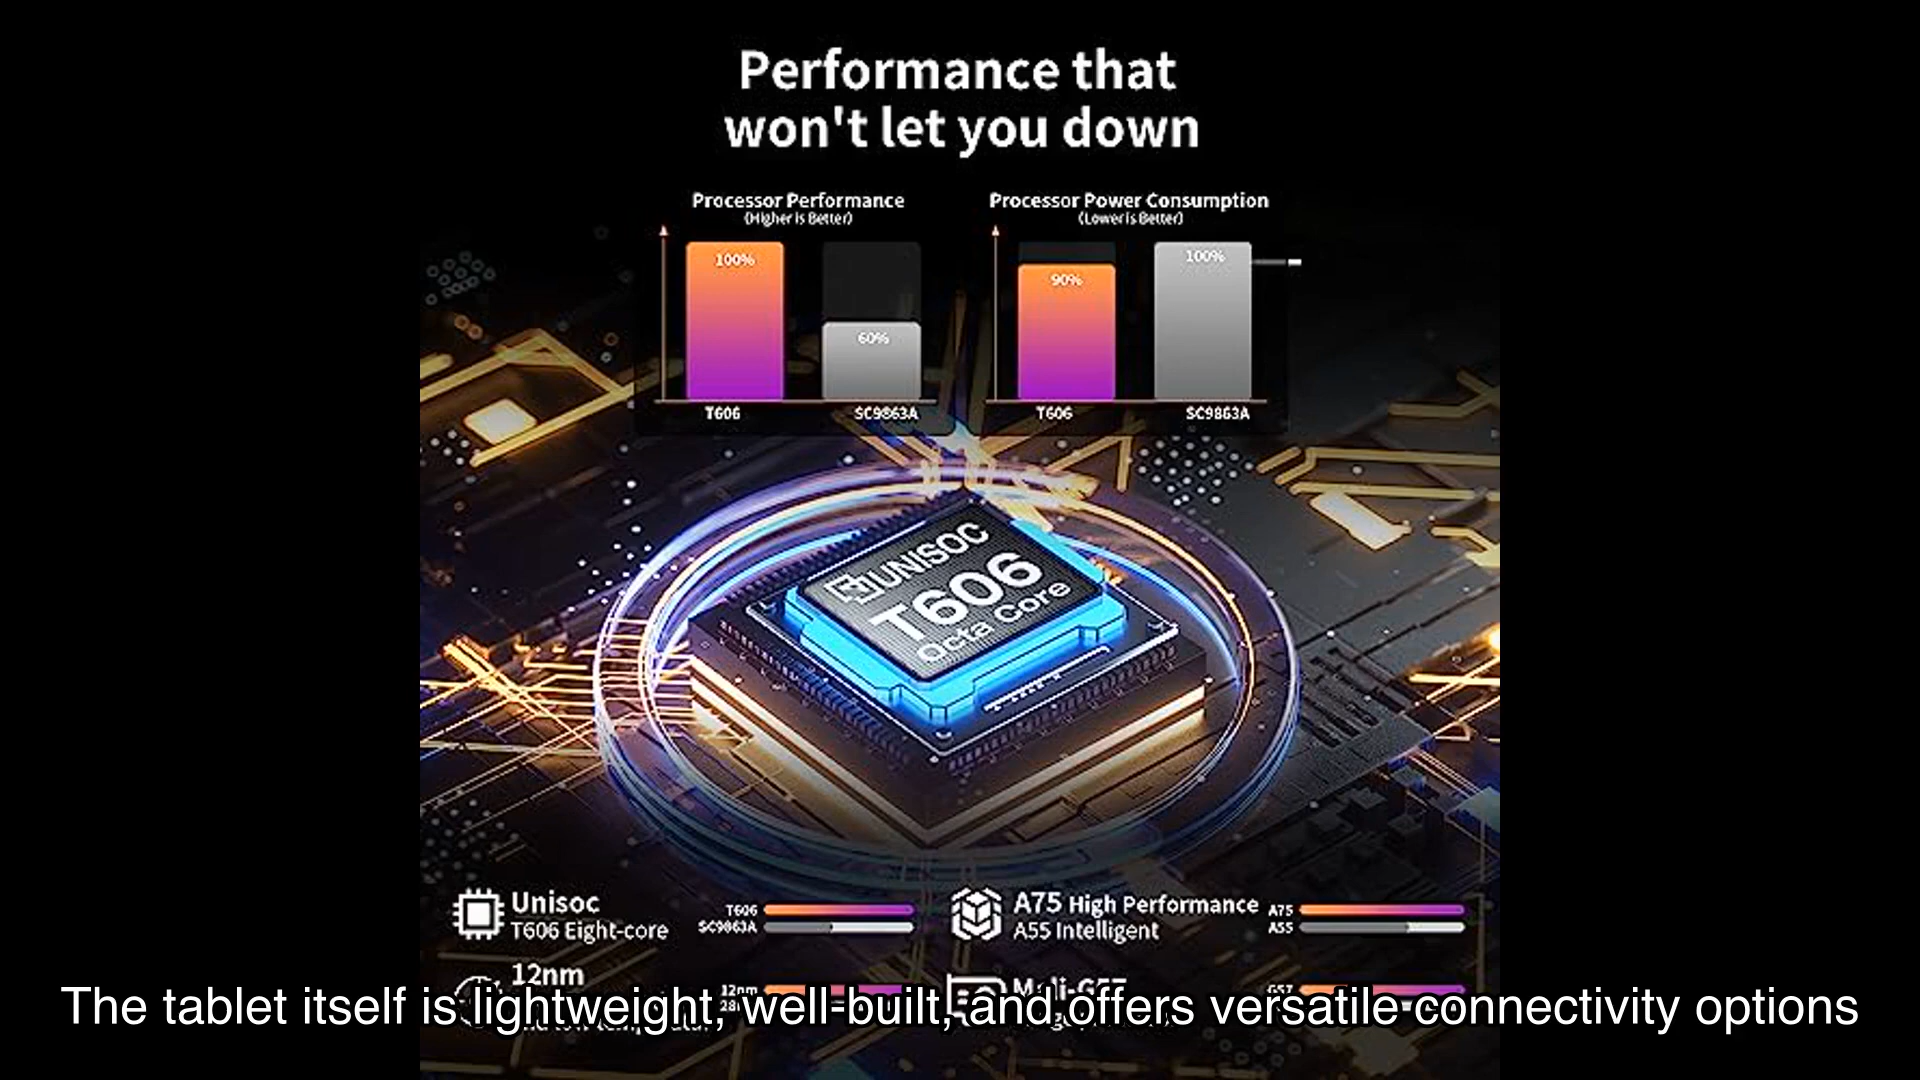 Performance that
won't let you down
Processor Performance
(Higher is Better)
100%
60%
T606
SC9863A
Processor Power Consumption
(Lower is Better)
90%
100%
T606
SC9863A
UNISOC
T606
Octa Core
Unisoc
T606 Eight-core
T606
SC9863A
A75 High Performance
A55 Intelligent
A75
A55
12nm
12nm
G57
The tablet itself is lightweight, well-built, and offers versatile connectivity options